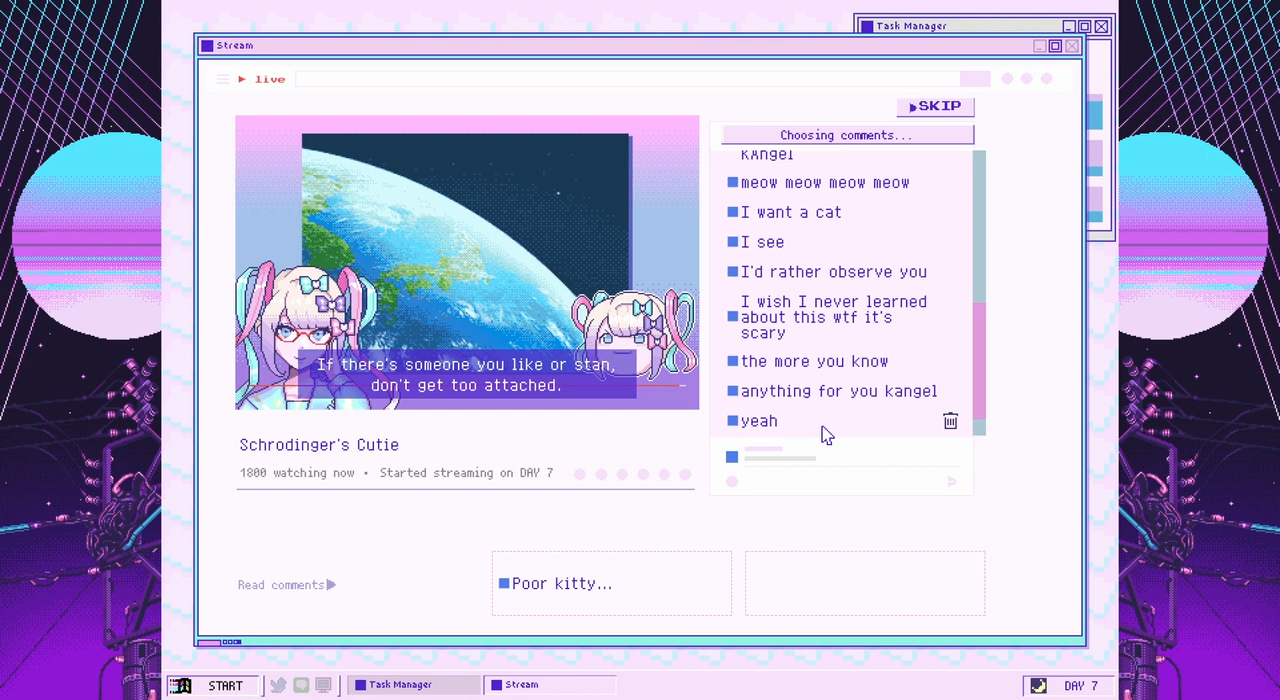 Task Manager
Stream
live
SKIP
Choosing comments...
KAngel
meow meow meow meow
I want a cat
I see
I'd rather observe you
I wish I never learned
about this wtf it's
scary
the more you know
anything for you kangel
yeah
If there's someone you like or stan,
don't get too attached.
Schrodinger's Cutie
1800 watching now • Started streaming on DAY 7
Read comments
Poor kitty...
START
Task Manager
Stream
DAY 7